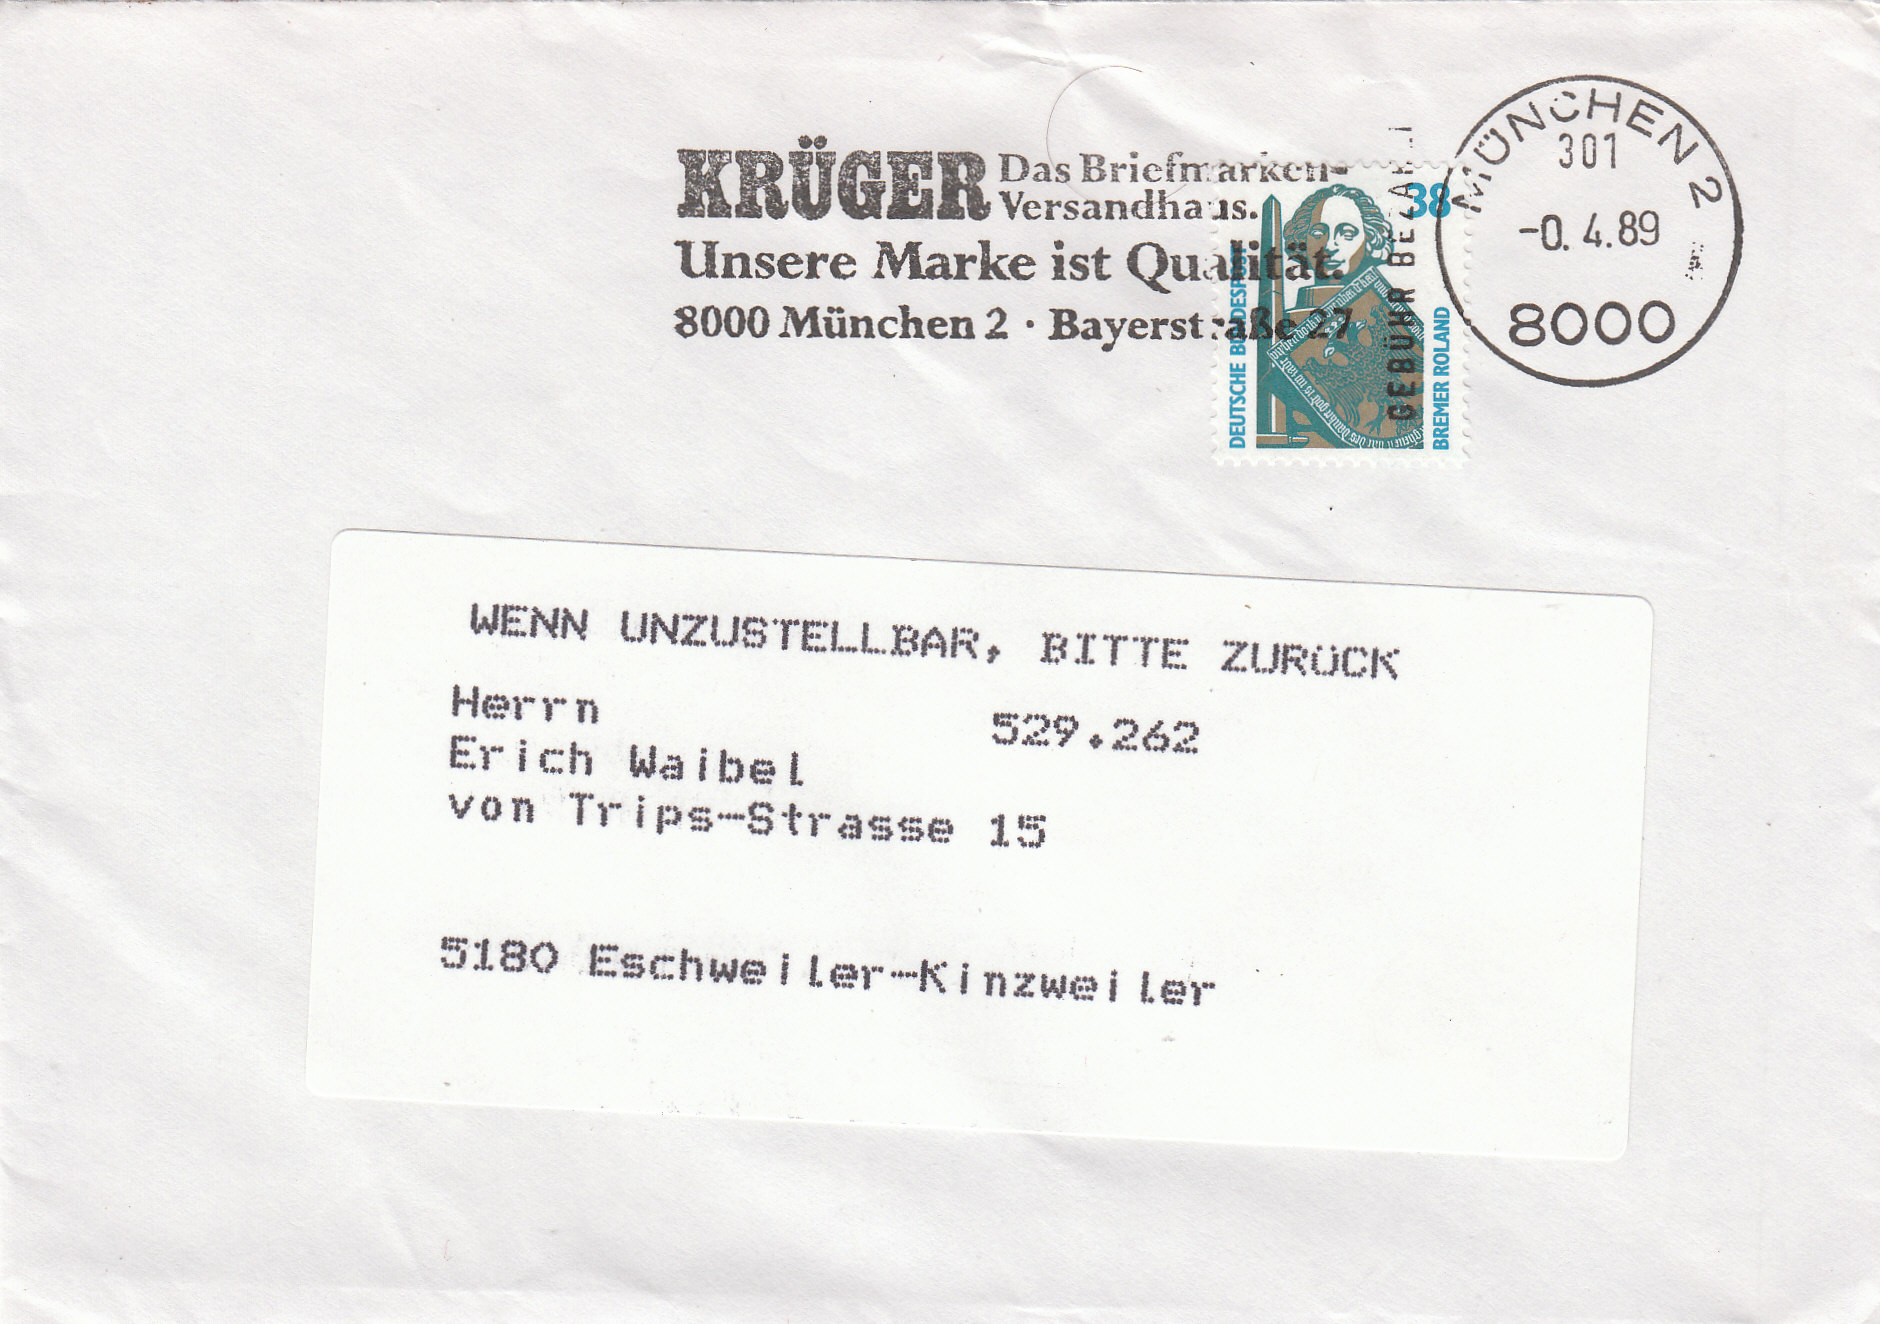 KRÜGER Das Briefmarken-
Versandhaus.
Unsere Marke ist Qualität.
8000 München 2 · Bayerstraße 27
GEBÜHR BEZAHLT
38
DEUTSCHE BUNDESPOST
BREMER ROLAND
MÜNCHEN 2
301
-0. 4.89
8000
WENN UNZUSTELLBAR, BITTE ZURÜCK
Herrn
529.262
Erich Waibel
von Trips-Strasse 15
5180 Eschweiler-Kinzweiler